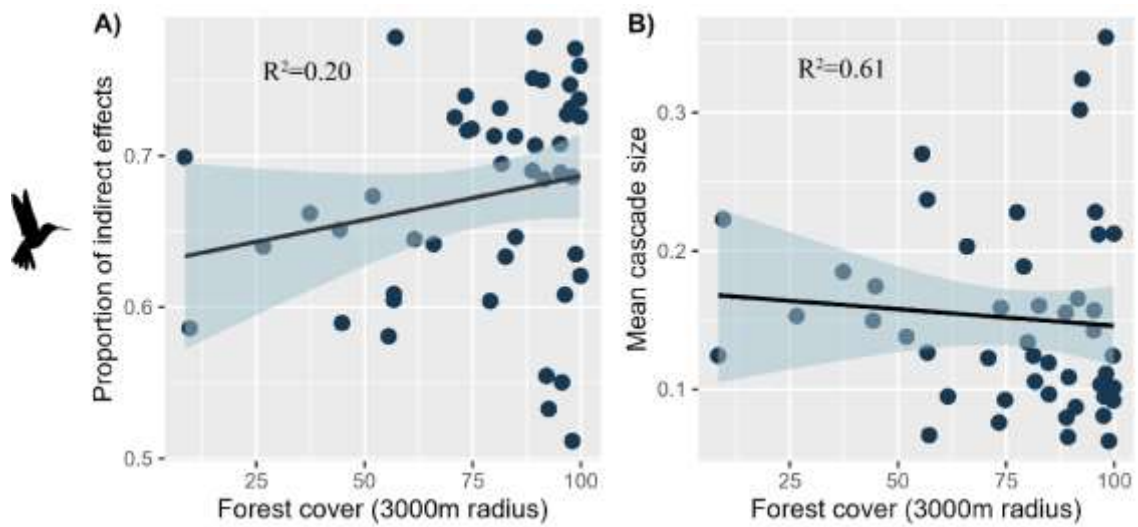 A)
R²=0.20
Proportion of indirect effects
0.7
0.6
0.5
25 50 75 100
Forest cover (3000m radius)
B)
R²=0.61
Mean cascade size
0.3
0.2
0.1
25 50 75 100
Forest cover (3000m radius)